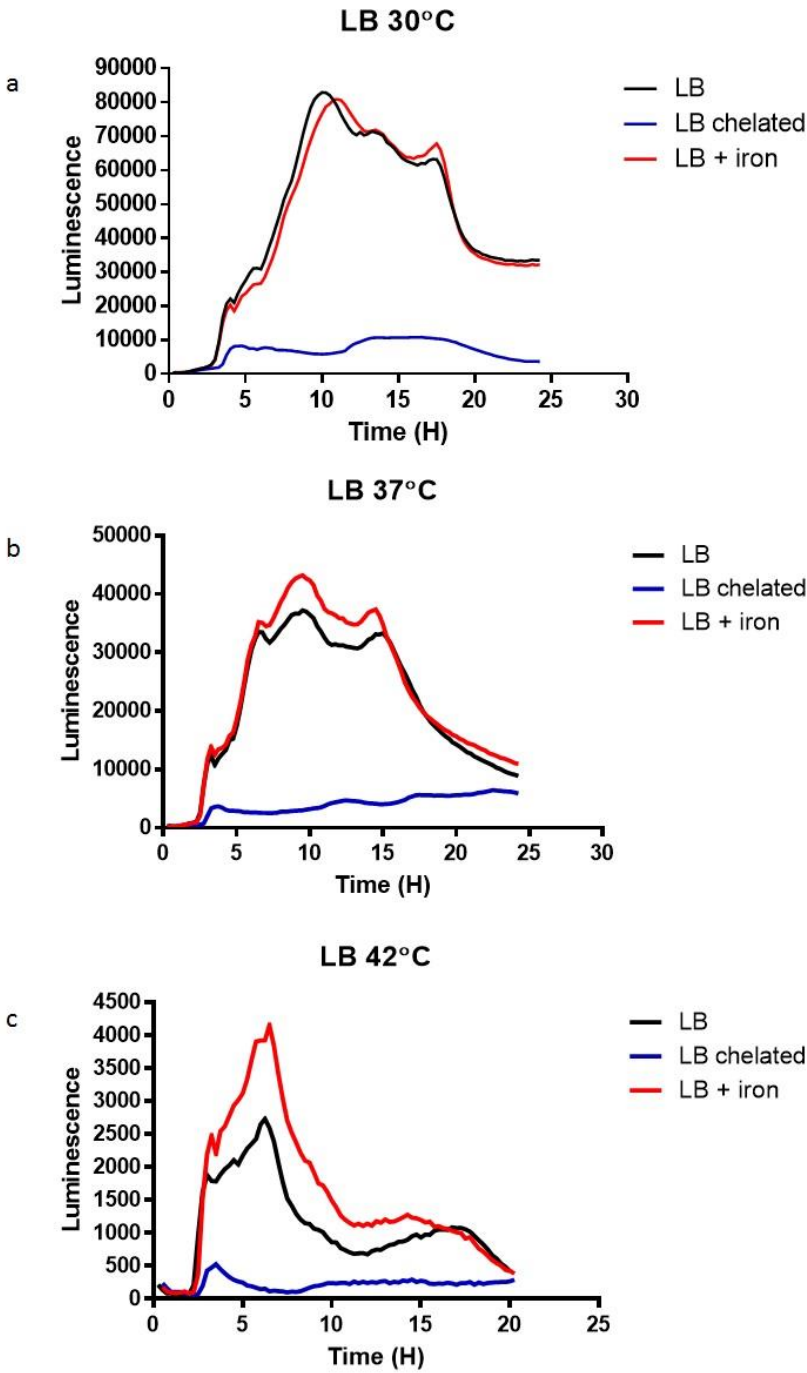 LB 30°C
a
90000
80000
70000
60000
50000
40000
30000
20000
10000
0
Luminescence
0 5 10 15 20 25 30
Time (H)
LB
LB chelated
LB + iron
LB 37°C
b
50000
40000
30000
20000
10000
0
Luminescence
0 5 10 15 20 25 30
Time (H)
LB
LB chelated
LB + iron
LB 42°C
c
4500
4000
3500
3000
2500
2000
1500
1000
500
0
Luminescence
0 5 10 15 20 25
Time (H)
LB
LB chelated
LB + iron